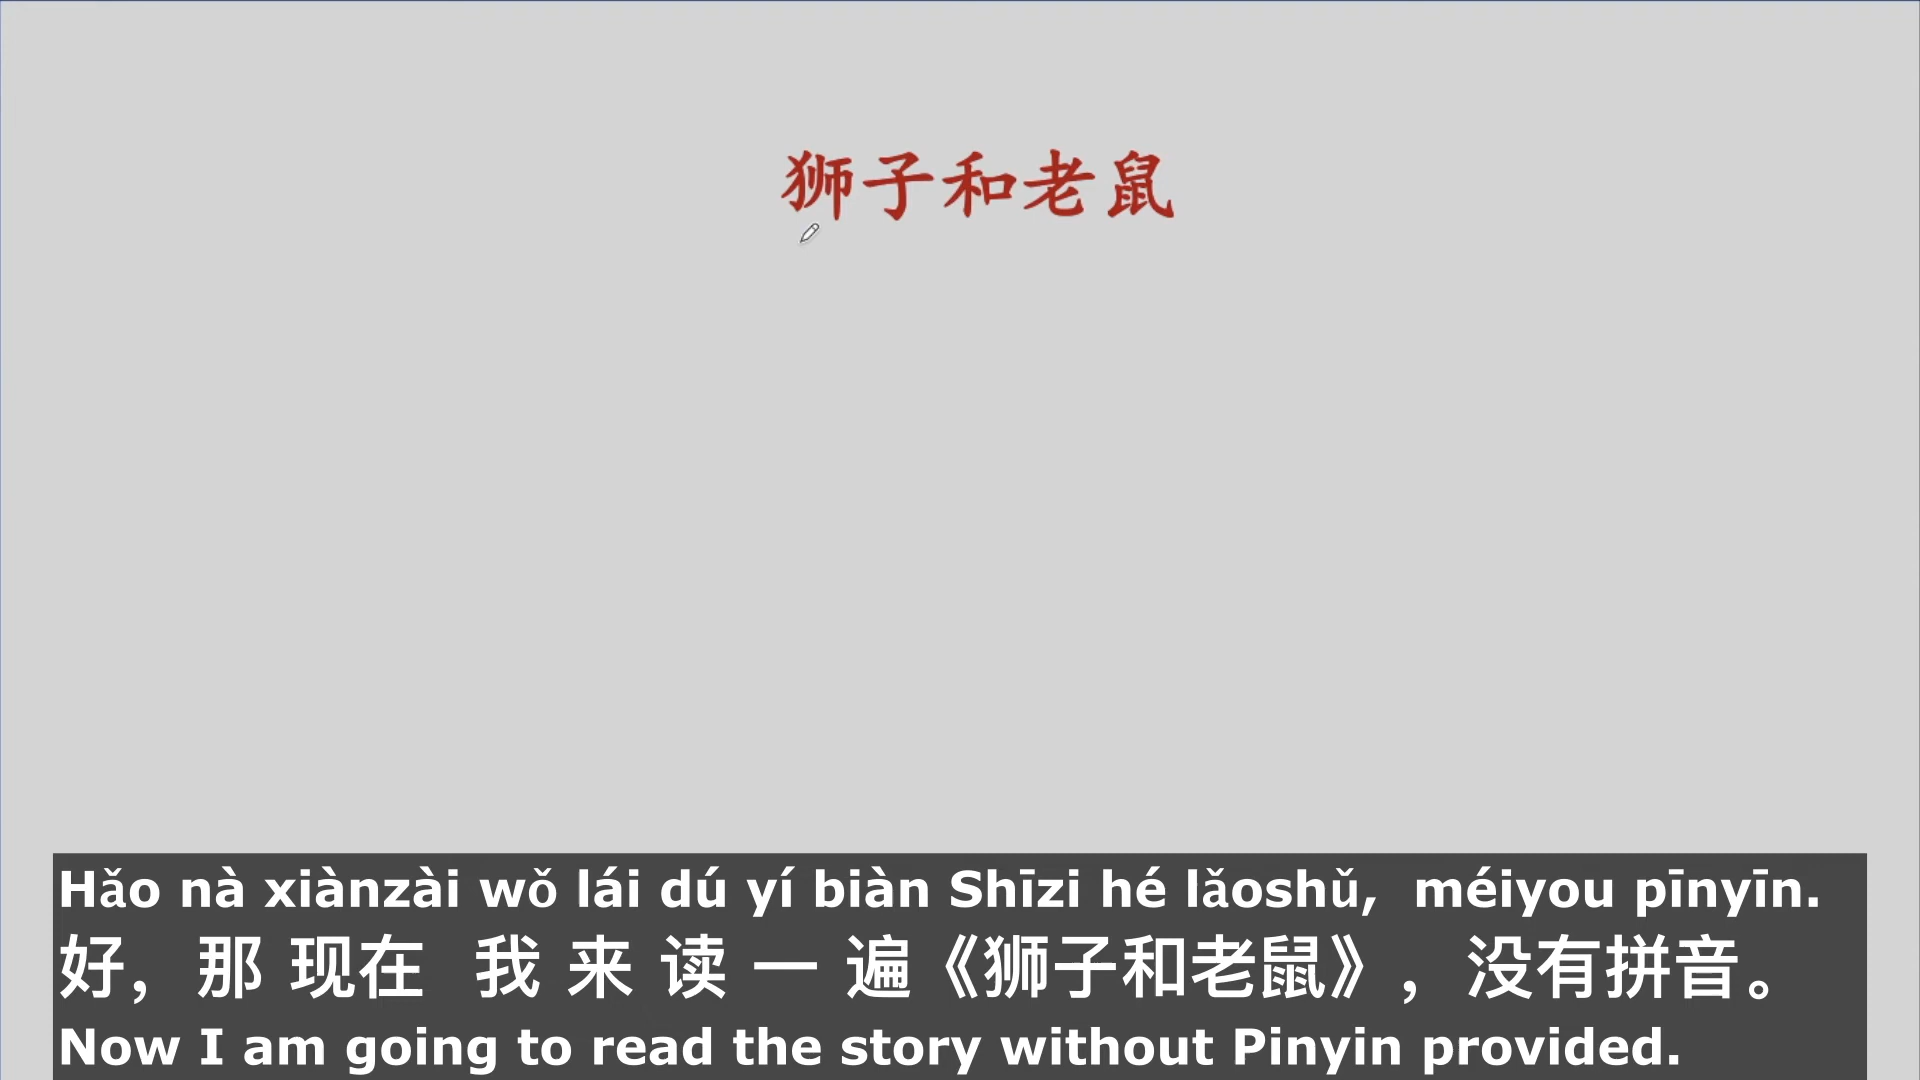 狮子和老鼠
Hǎo nà xiànzài wǒ lái dú yí biàn Shīzi hé lǎoshǔ, méiyou pīnyīn.
好，那 现在 我 来 读 一 遍《狮子和老鼠》，没有拼音。
Now I am going to read the story without Pinyin provided.